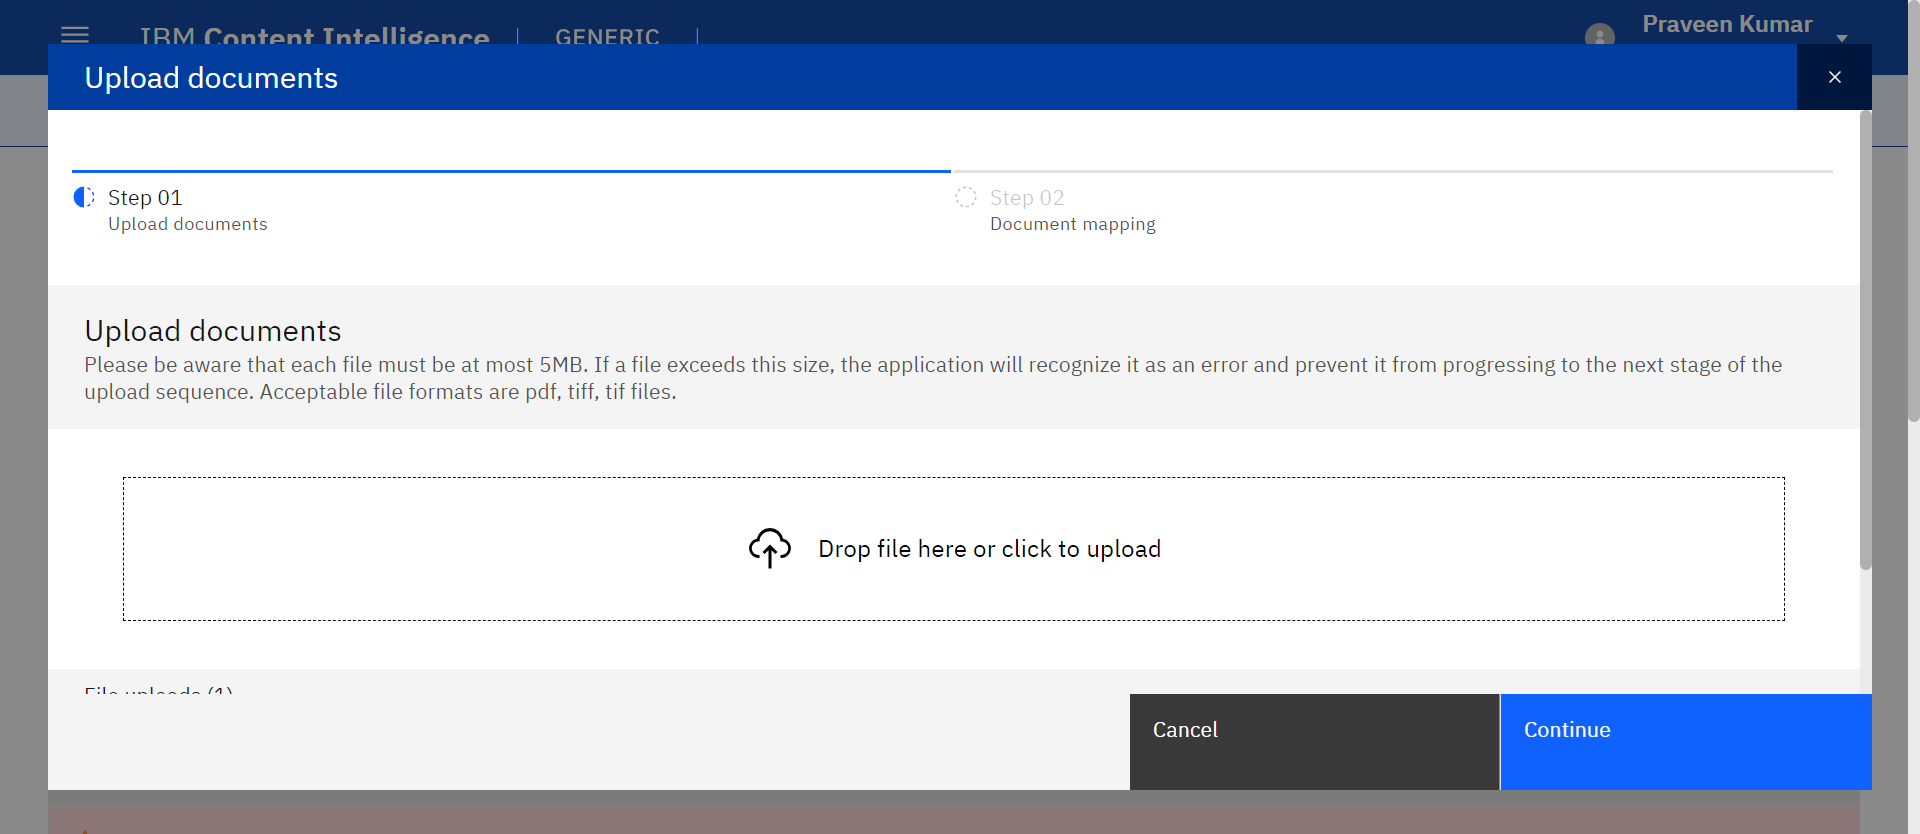 IBM Content Intelligence
GENERIC
Praveen Kumar
Upload documents
Step 01
Upload documents
Step 02
Document mapping
Upload documents
Please be aware that each file must be at most 5MB. If a file exceeds this size, the application will recognize it as an error and prevent it from progressing to the next stage of the
upload sequence. Acceptable file formats are pdf, tiff, tif files.
Drop file here or click to upload
File uploads (1)
Cancel
Continue